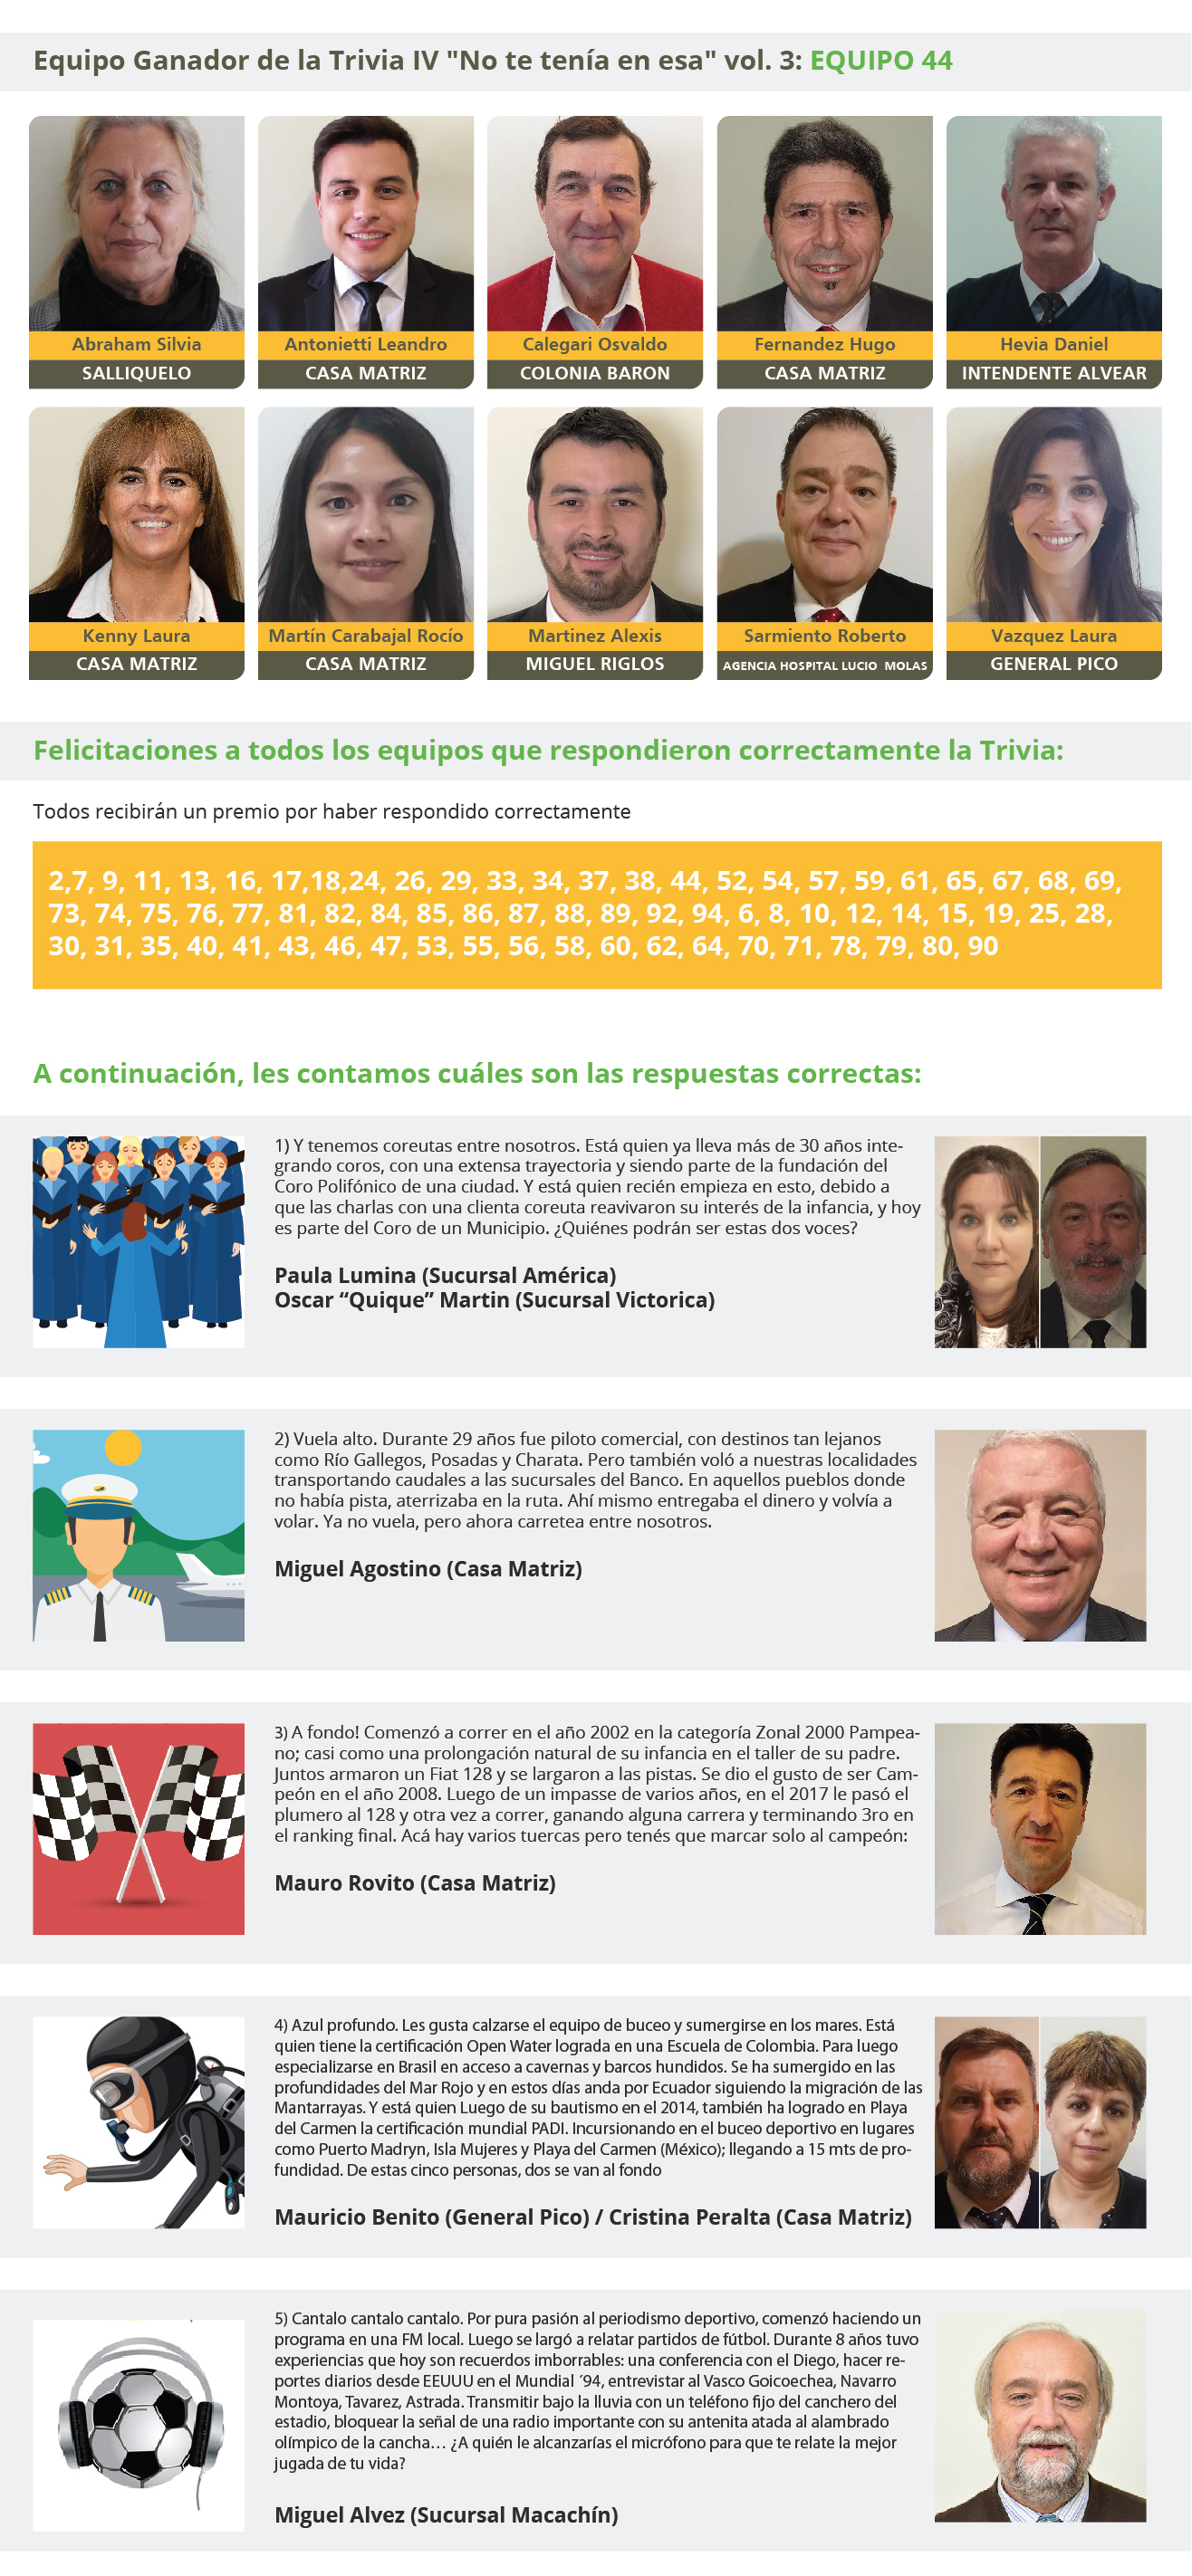 Equipo Ganador de la Trivia IV "No te tenía en esa" vol. 3: EQUIPO 44
Abraham Silvia
SALLIQUELO
Antonietti Leandro
CASA MATRIZ
Calegari Osvaldo
COLONIA BARON
Fernandez Hugo
CASA MATRIZ
Hevia Daniel
INTENDENTE ALVEAR
Kenny Laura
CASA MATRIZ
Martín Carabajal Rocío
CASA MATRIZ
Martinez Alexis
MIGUEL RIGLOS
Sarmiento Roberto
AGENCIA HOSPITAL LUCIO MOLAS
Vazquez Laura
GENERAL PICO
Felicitaciones a todos los equipos que respondieron correctamente la Trivia:
Todos recibirán un premio por haber respondido correctamente
2,7, 9, 11, 13, 16, 17,18,24, 26, 29, 33, 34, 37, 38, 44, 52, 54, 57, 59, 61, 65, 67, 68, 69,
73, 74, 75, 76, 77, 81, 82, 84, 85, 86, 87, 88, 89, 92, 94, 6, 8, 10, 12, 14, 15, 19, 25, 28,
30, 31, 35, 40, 41, 43, 46, 47, 53, 55, 56, 58, 60, 62, 64, 70, 71, 78, 79, 80, 90
A continuación, les contamos cuáles son las respuestas correctas:
1) Y tenemos coreutas entre nosotros. Está quien ya lleva más de 30 años inte-
grando coros, con una extensa trayectoria y siendo parte de la fundación del
Coro Polifónico de una ciudad. Y está quien recién empieza en esto, debido a
que las charlas con una clienta coreuta reavivaron su interés de la infancia, y hoy
es parte del Coro de un Municipio. ¿Quiénes podrán ser estas dos voces?
Paula Lumina (Sucursal América)
Oscar “Quique” Martin (Sucursal Victorica)
2) Vuela alto. Durante 29 años fue piloto comercial, con destinos tan lejanos
como Río Gallegos, Posadas y Charata. Pero también voló a nuestras localidades
transportando caudales a las sucursales del Banco. En aquellos pueblos donde
no había pista, aterrizaba en la ruta. Ahí mismo entregaba el dinero y volvía a
volar. Ya no vuela, pero ahora carretea entre nosotros.
Miguel Agostino (Casa Matriz)
3) A fondo! Comenzó a correr en el año 2002 en la categoría Zonal 2000 Pampea-
no; casi como una prolongación natural de su infancia en el taller de su padre.
Juntos armaron un Fiat 128 y se largaron a las pistas. Se dio el gusto de ser Cam-
peón en el año 2008. Luego de un impasse de varios años, en el 2017 le pasó el
plumero al 128 y otra vez a correr, ganando alguna carrera y terminando 3ro en
el ranking final. Acá hay varios tuercas pero tenés que marcar solo al campeón:
Mauro Rovito (Casa Matriz)
4) Azul profundo. Les gusta calzarse el equipo de buceo y sumergirse en los mares. Está
quien tiene la certificación Open Water lograda en una Escuela de Colombia. Para luego
especializarse en Brasil en acceso a cavernas y barcos hundidos. Se ha sumergido en las
profundidades del Mar Rojo y en estos días anda por Ecuador siguiendo la migración de las
Mantarrayas. Y está quien Luego de su bautismo en el 2014, también ha logrado en Playa
del Carmen la certificación mundial PADI. Incursionando en el buceo deportivo en lugares
como Puerto Madryn, Isla Mujeres y Playa del Carmen (México); llegando a 15 mts de pro-
fundidad. De estas cinco personas, dos se van al fondo
Mauricio Benito (General Pico) / Cristina Peralta (Casa Matriz)
5) Cantalo cantalo cantalo. Por pura pasión al periodismo deportivo, comenzó haciendo un
programa en una FM local. Luego se largó a relatar partidos de fútbol. Durante 8 años tuvo
experiencias que hoy son recuerdos imborrables: una conferencia con el Diego, hacer re-
portes diarios desde EEUUU en el Mundial ´94, entrevistar al Vasco Goicoechea, Navarro
Montoya, Tavarez, Astrada. Transmitir bajo la lluvia con un teléfono fijo del canchero del
estadio, bloquear la señal de una radio importante con su antenita atada al alambrado
olímpico de la cancha… ¿A quién le alcanzarías el micrófono para que te relate la mejor
jugada de tu vida?
Miguel Alvez (Sucursal Macachín)